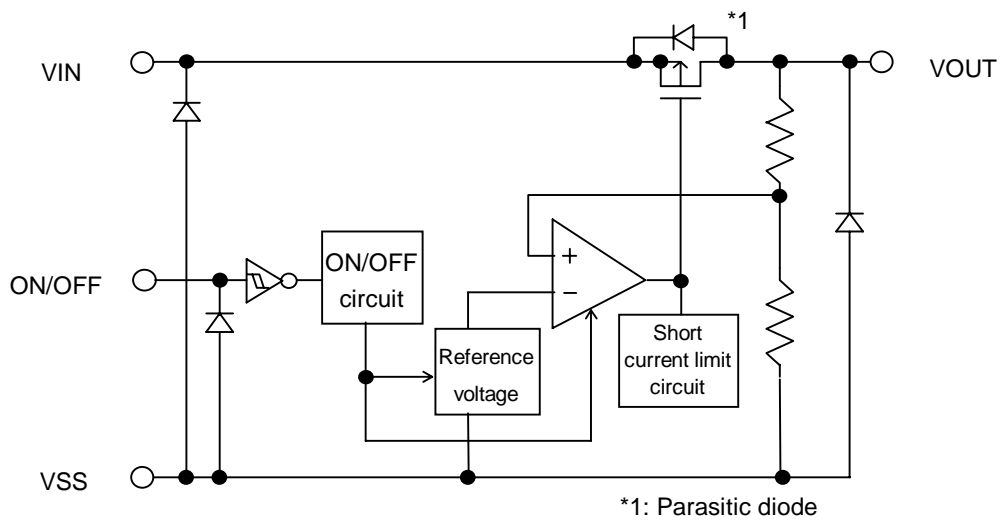 *1
VIN
VOUT
ON/OFF
ON/OFF
circuit
+
−
Reference
voltage
Short
current limit
circuit
VSS
*1: Parasitic diode